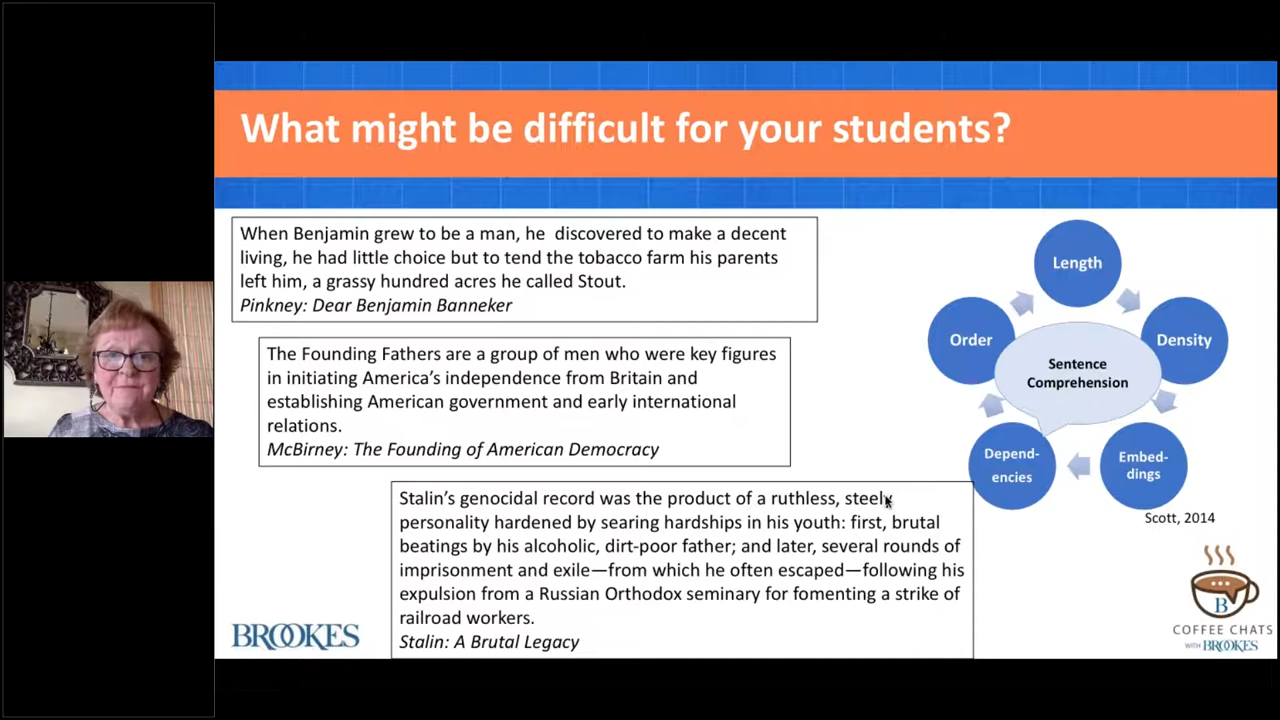 What might be difficult for your students?
When Benjamin grew to be a man, he  discovered to make a decent
living, he had little choice but to tend the tobacco farm his parents
left him, a grassy hundred acres he called Stout.
Pinkney: Dear Benjamin Banneker
The Founding Fathers are a group of men who were key figures
in initiating America's independence from Britain and
establishing American government and early international
relations.
McBirney: The Founding of American Democracy
Stalin's genocidal record was the product of a ruthless, steely
personality hardened by searing hardships in his youth: first, brutal
beatings by his alcoholic, dirt-poor father; and later, several rounds of
imprisonment and exile—from which he often escaped—following his
expulsion from a Russian Orthodox seminary for fomenting a strike of
railroad workers.
Stalin: A Brutal Legacy
Length
Order
Density
Sentence
Comprehension
Depend-
encies
Embed-
dings
Scott, 2014
BROOKES
B
COFFEE CHATS
WITH BROOKES